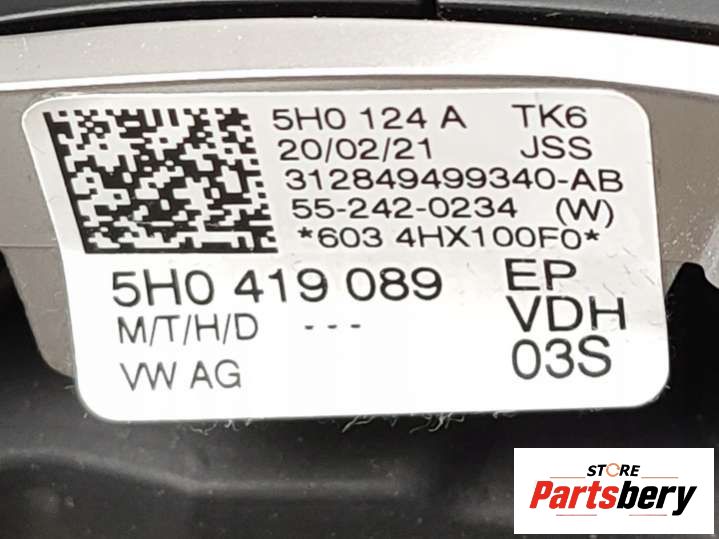 5H0 124 A TK6
20/02/21 JSS
312849499340-AB
55-242-0234 (W)
*603 4HX100F0*
5H0 419 089 EP
M/T/H/D --- VDH
VW AG 03S
STORE
Partsbery